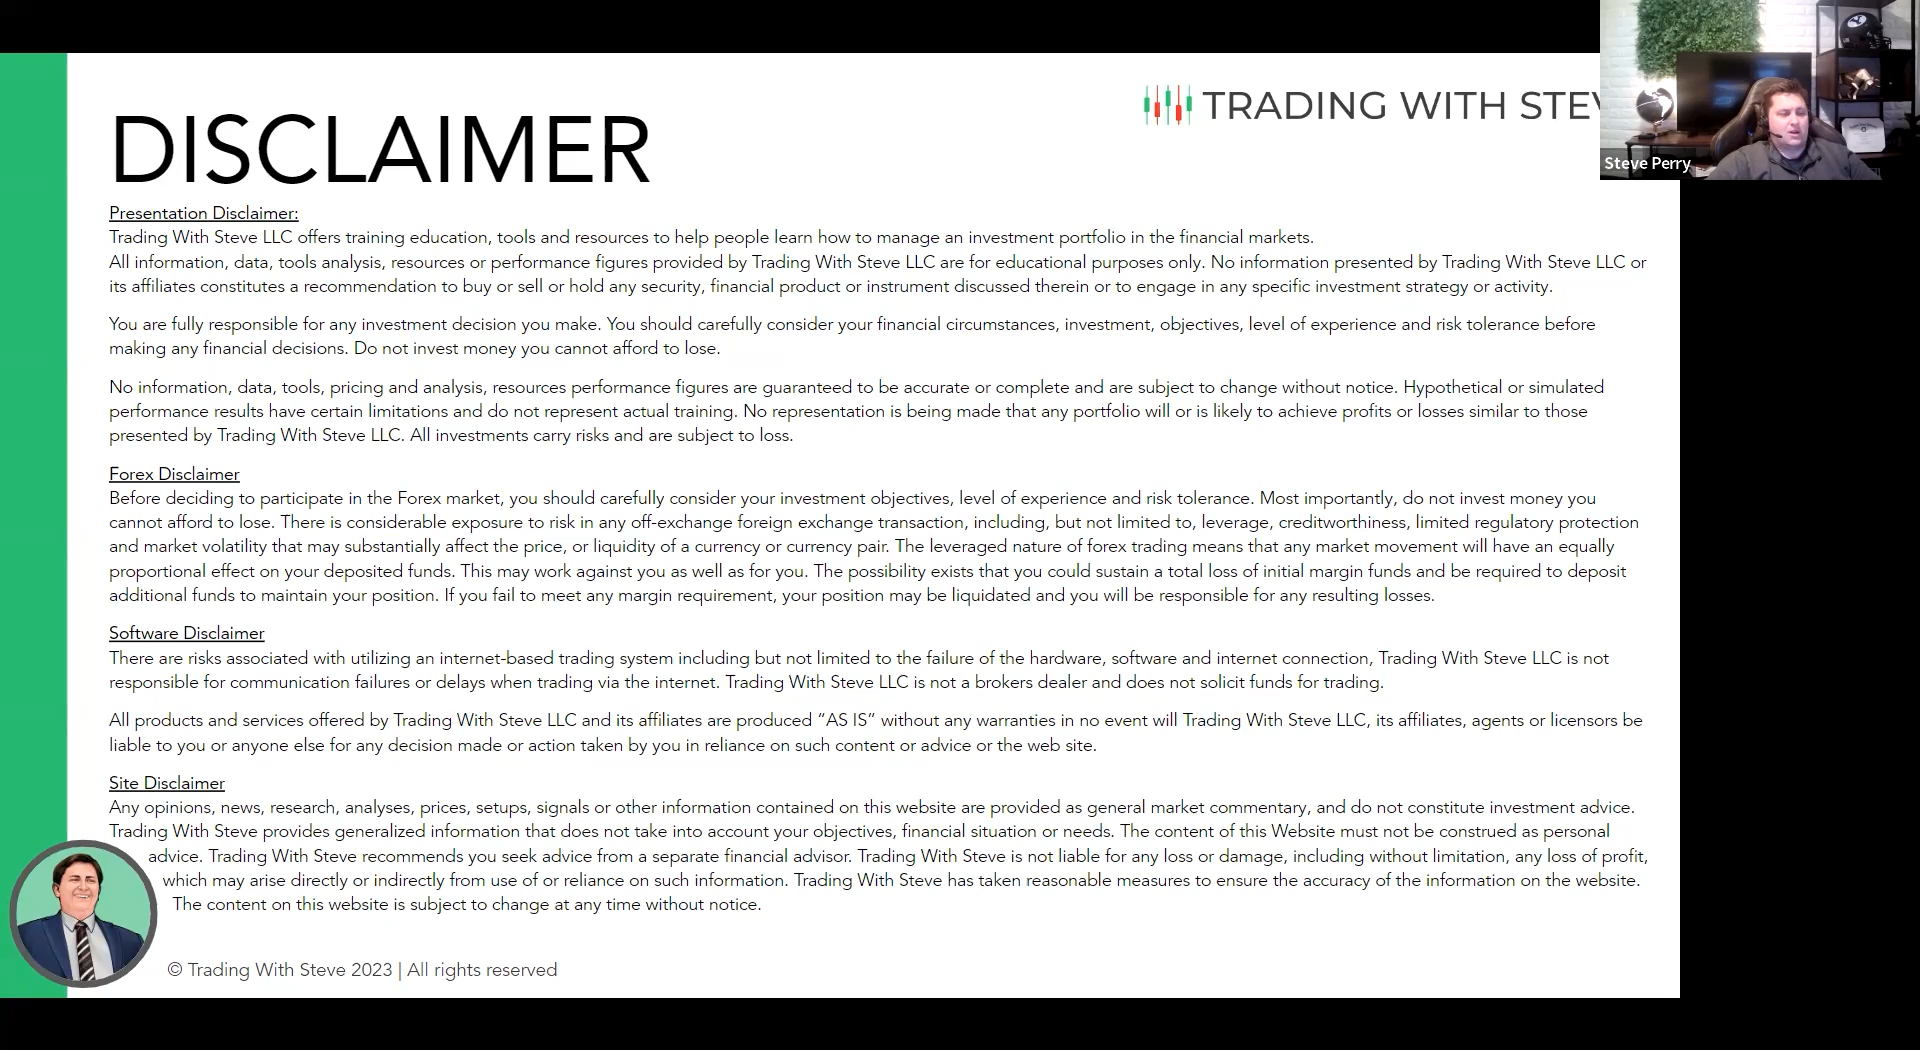 DISCLAIMER
TRADING WITH STE
Steve Perry
Presentation Disclaimer:
Trading With Steve LLC offers training education, tools and resources to help people learn how to manage an investment portfolio in the financial markets.
All information, data, tools analysis, resources or performance figures provided by Trading With Steve LLC are for educational purposes only. No information presented by Trading With Steve LLC or
its affiliates constitutes a recommendation to buy or sell or hold any security, financial product or instrument discussed therein or to engage in any specific investment strategy or activity.
You are fully responsible for any investment decision you make. You should carefully consider your financial circumstances, investment, objectives, level of experience and risk tolerance before
making any financial decisions. Do not invest money you cannot afford to lose.
No information, data, tools, pricing and analysis, resources performance figures are guaranteed to be accurate or complete and are subject to change without notice. Hypothetical or simulated
performance results have certain limitations and do not represent actual training. No representation is being made that any portfolio will or is likely to achieve profits or losses similar to those
presented by Trading With Steve LLC. All investments carry risks and are subject to loss.
Forex Disclaimer
Before deciding to participate in the Forex market, you should carefully consider your investment objectives, level of experience and risk tolerance. Most importantly, do not invest money you
cannot afford to lose. There is considerable exposure to risk in any off-exchange foreign exchange transaction, including, but not limited to, leverage, creditworthiness, limited regulatory protection
and market volatility that may substantially affect the price, or liquidity of a currency or currency pair. The leveraged nature of forex trading means that any market movement will have an equally
proportional effect on your deposited funds. This may work against you as well as for you. The possibility exists that you could sustain a total loss of initial margin funds and be required to deposit
additional funds to maintain your position. If you fail to meet any margin requirement, your position may be liquidated and you will be responsible for any resulting losses.
Software Disclaimer
There are risks associated with utilizing an internet-based trading system including but not limited to the failure of the hardware, software and internet connection, Trading With Steve LLC is not
responsible for communication failures or delays when trading via the internet. Trading With Steve LLC is not a brokers dealer and does not solicit funds for trading.
All products and services offered by Trading With Steve LLC and its affiliates are produced “AS IS” without any warranties in no event will Trading With Steve LLC, its affiliates, agents or licensors be
liable to you or anyone else for any decision made or action taken by you in reliance on such content or advice or the web site.
Site Disclaimer
Any opinions, news, research, analyses, prices, setups, signals or other information contained on this website are provided as general market commentary, and do not constitute investment advice.
Trading With Steve provides generalized information that does not take into account your objectives, financial situation or needs. The content of this Website must not be construed as personal
advice. Trading With Steve recommends you seek advice from a separate financial advisor. Trading With Steve is not liable for any loss or damage, including without limitation, any loss of profit,
which may arise directly or indirectly from use of or reliance on such information. Trading With Steve has taken reasonable measures to ensure the accuracy of the information on the website.
The content on this website is subject to change at any time without notice.
© Trading With Steve 2023 | All rights reserved